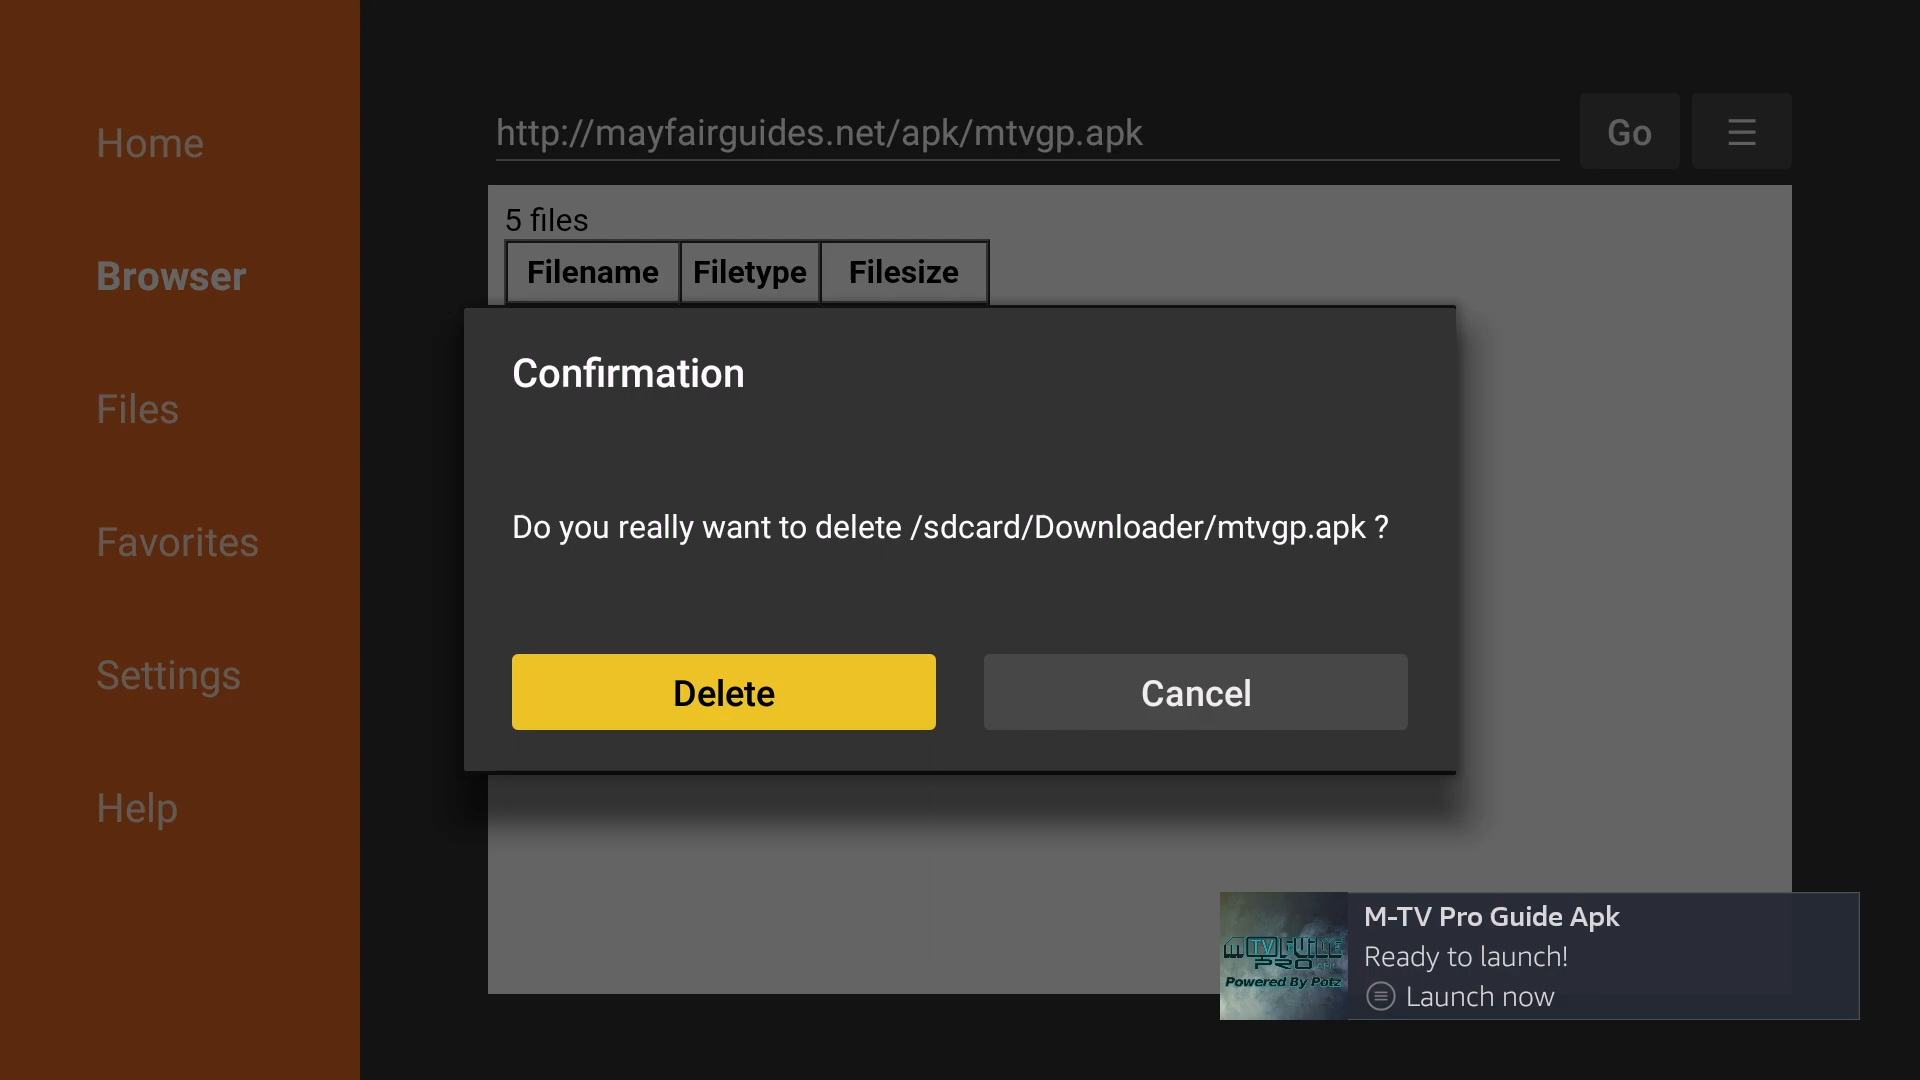 Home
Browser
Files
Favorites
Settings
Help
http://mayfairguides.net/apk/mtvgp.apk
Go
5 files
Filename Filetype Filesize
Confirmation
Do you really want to delete /sdcard/Downloader/mtvgp.apk ?
Delete Cancel
M-TV Pro Guide Apk
Ready to launch!
Launch now
PRO
Powered By Potz